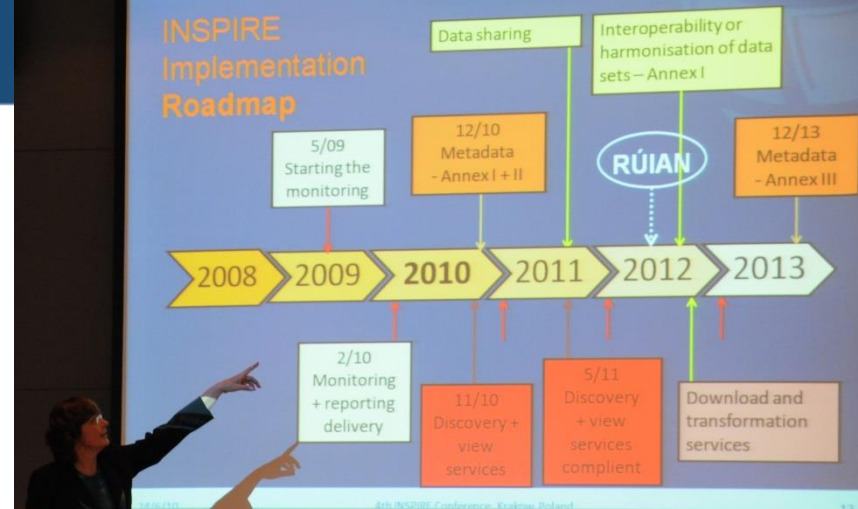 INSPIRE
Implementation
Roadmap
Data sharing
Interoperability or
harmonisation of data
sets – Annex I
5/09
Starting the
monitoring
12/10
Metadata
- Annex I + II
RÚIAN
12/13
Metadata
- Annex III
2008
2009
2010
2011
2012
2013
2/10
Monitoring
+ reporting
delivery
11/10
Discovery +
view
services
5/11
Discovery
+ view
services
complient
Download and
transformation
services
24/6/10
4th INSPIRE Conference, Krakow, Poland